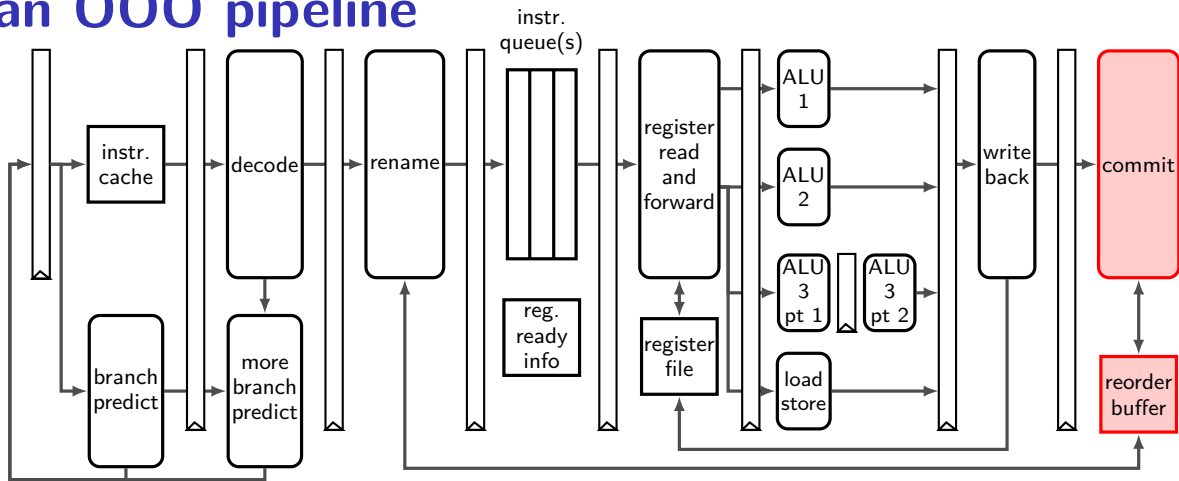 an OOO pipeline
instr.
queue(s)
instr.
cache
decode
rename
register
read
and
forward
ALU
1
ALU
2
ALU
3
pt 1
ALU
3
pt 2
load
store
write
back
commit
branch
predict
more
branch
predict
reg.
ready
info
register
file
reorder
buffer